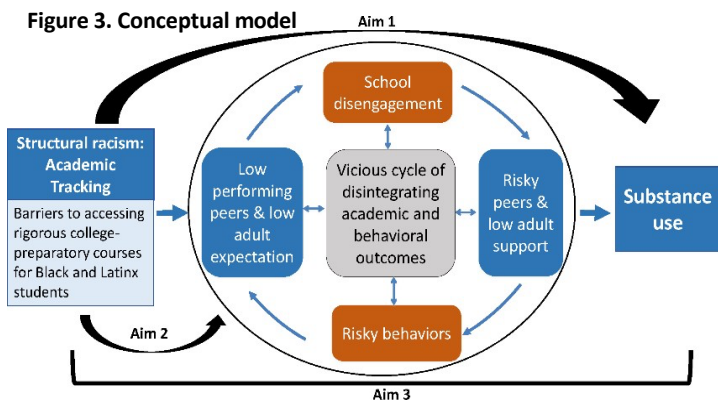 Figure 3. Conceptual model
Aim 1
School
disengagement
Structural racism:
Academic
Tracking
Barriers to accessing
rigorous college-
preparatory courses
for Black and Latinx
students
Low
performing
peers & low
adult
expectation
Vicious cycle of
disintegrating
academic and
behavioral
outcomes
Risky
peers &
low adult
support
Substance
use
Risky behaviors
Aim 2
Aim 3